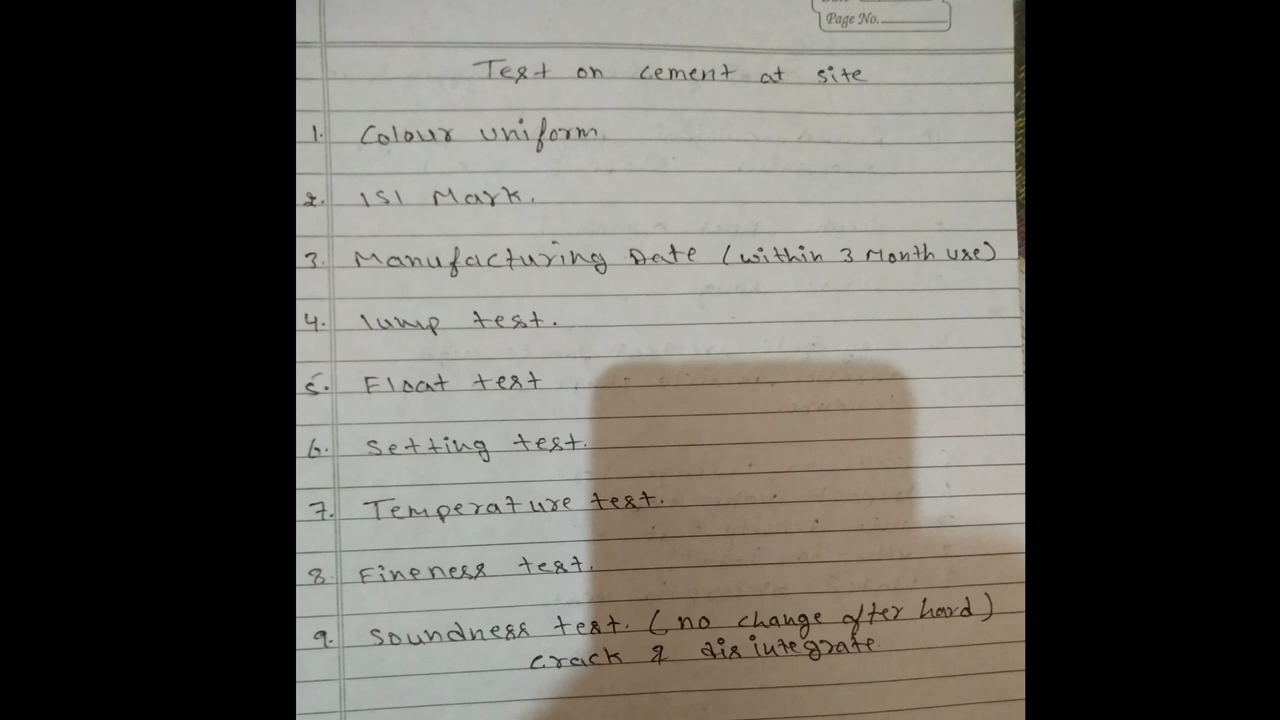 Page No.
Test on cement at site
1. Colour uniform
2. ISI Mark.
3. Manufacturing Date (within 3 Month use)
4. lump test.
5. Float test
6. Setting test.
7. Temperature test.
8. Fineness test.
9. Soundness test. (no change after hard)
crack & disintegrate